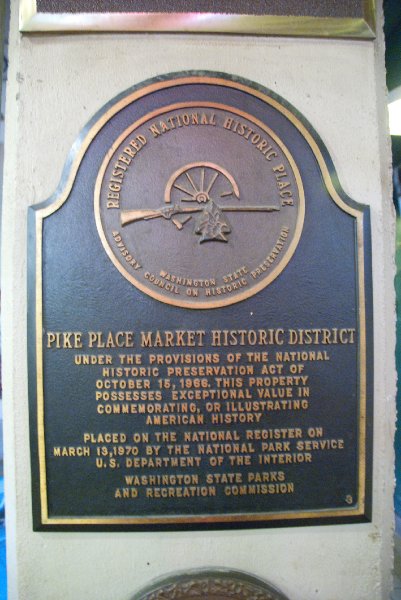 REGISTERED NATIONAL HISTORIC PLACE
WASHINGTON STATE
ADVISORY COUNCIL ON HISTORIC PRESERVATION
PIKE PLACE MARKET HISTORIC DISTRICT
UNDER THE PROVISIONS OF THE NATIONAL
HISTORIC PRESERVATION ACT OF
OCTOBER 15, 1966. THIS PROPERTY
POSSESSES EXCEPTIONAL VALUE IN
COMMEMORATING, OR ILLUSTRATING
AMERICAN HISTORY
PLACED ON THE NATIONAL REGISTER ON
MARCH 13, 1970 BY THE NATIONAL PARK SERVICE
U.S. DEPARTMENT OF THE INTERIOR
WASHINGTON STATE PARKS
AND RECREATION COMMISSION